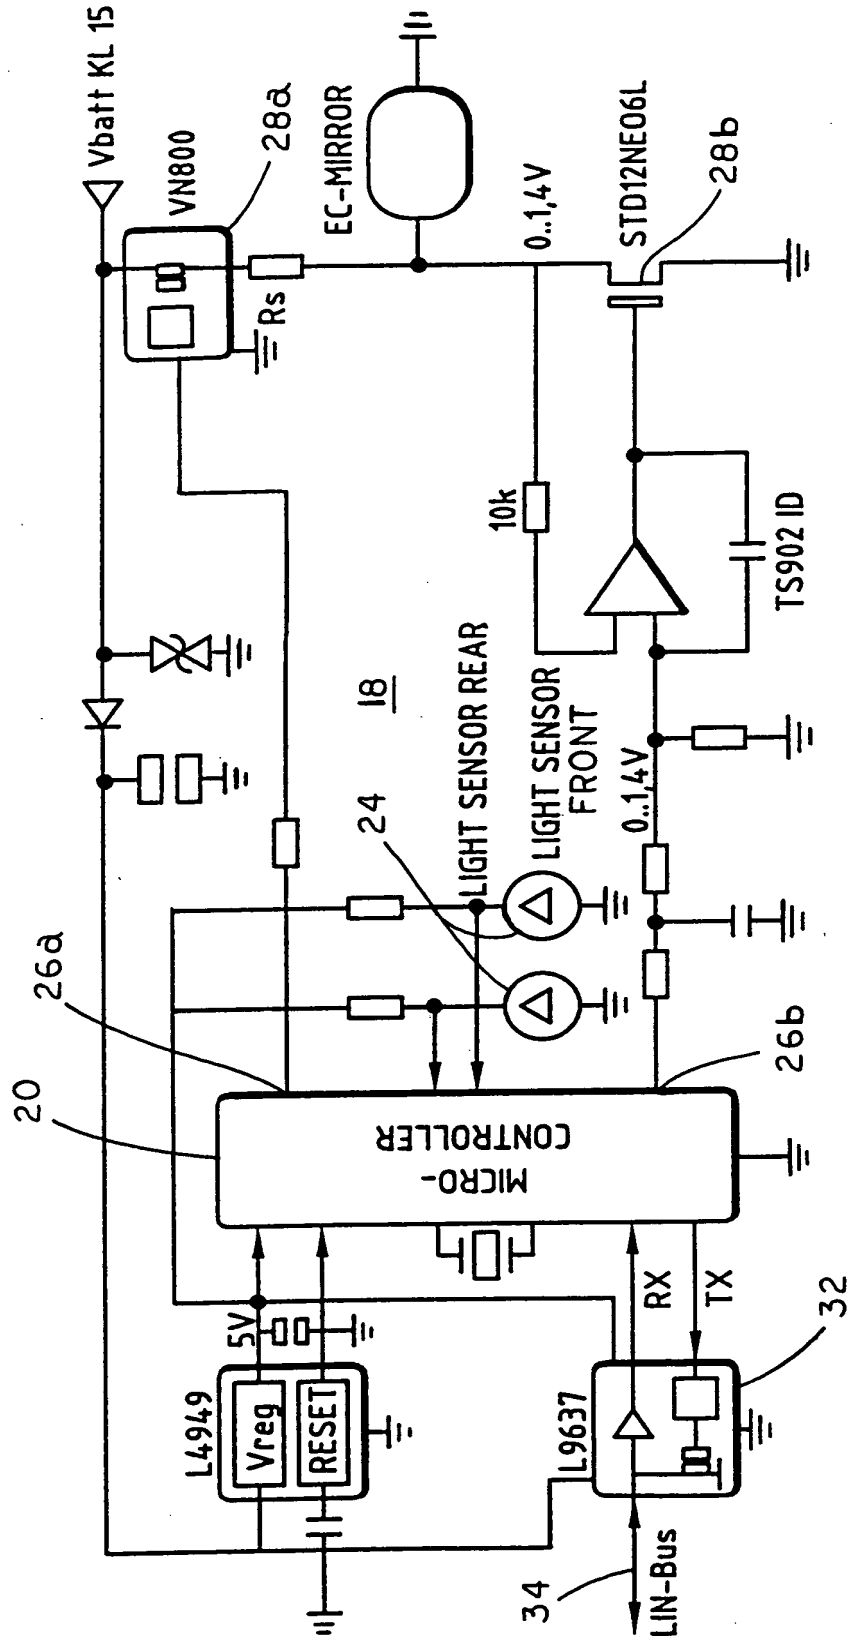 Vbatt KL 15
VN800
28a
Rs
EC-MIRROR
0..1,4V
STD12NE06L
28b
10k
TS902 ID
18
LIGHT SENSOR REAR
LIGHT SENSOR
FRONT
24
0..1,4V
26a
20
MICRO-
CONTROLLER
26b
5V
L4949
Vreg
RESET
RX
TX
L9637
32
34
LIN-Bus